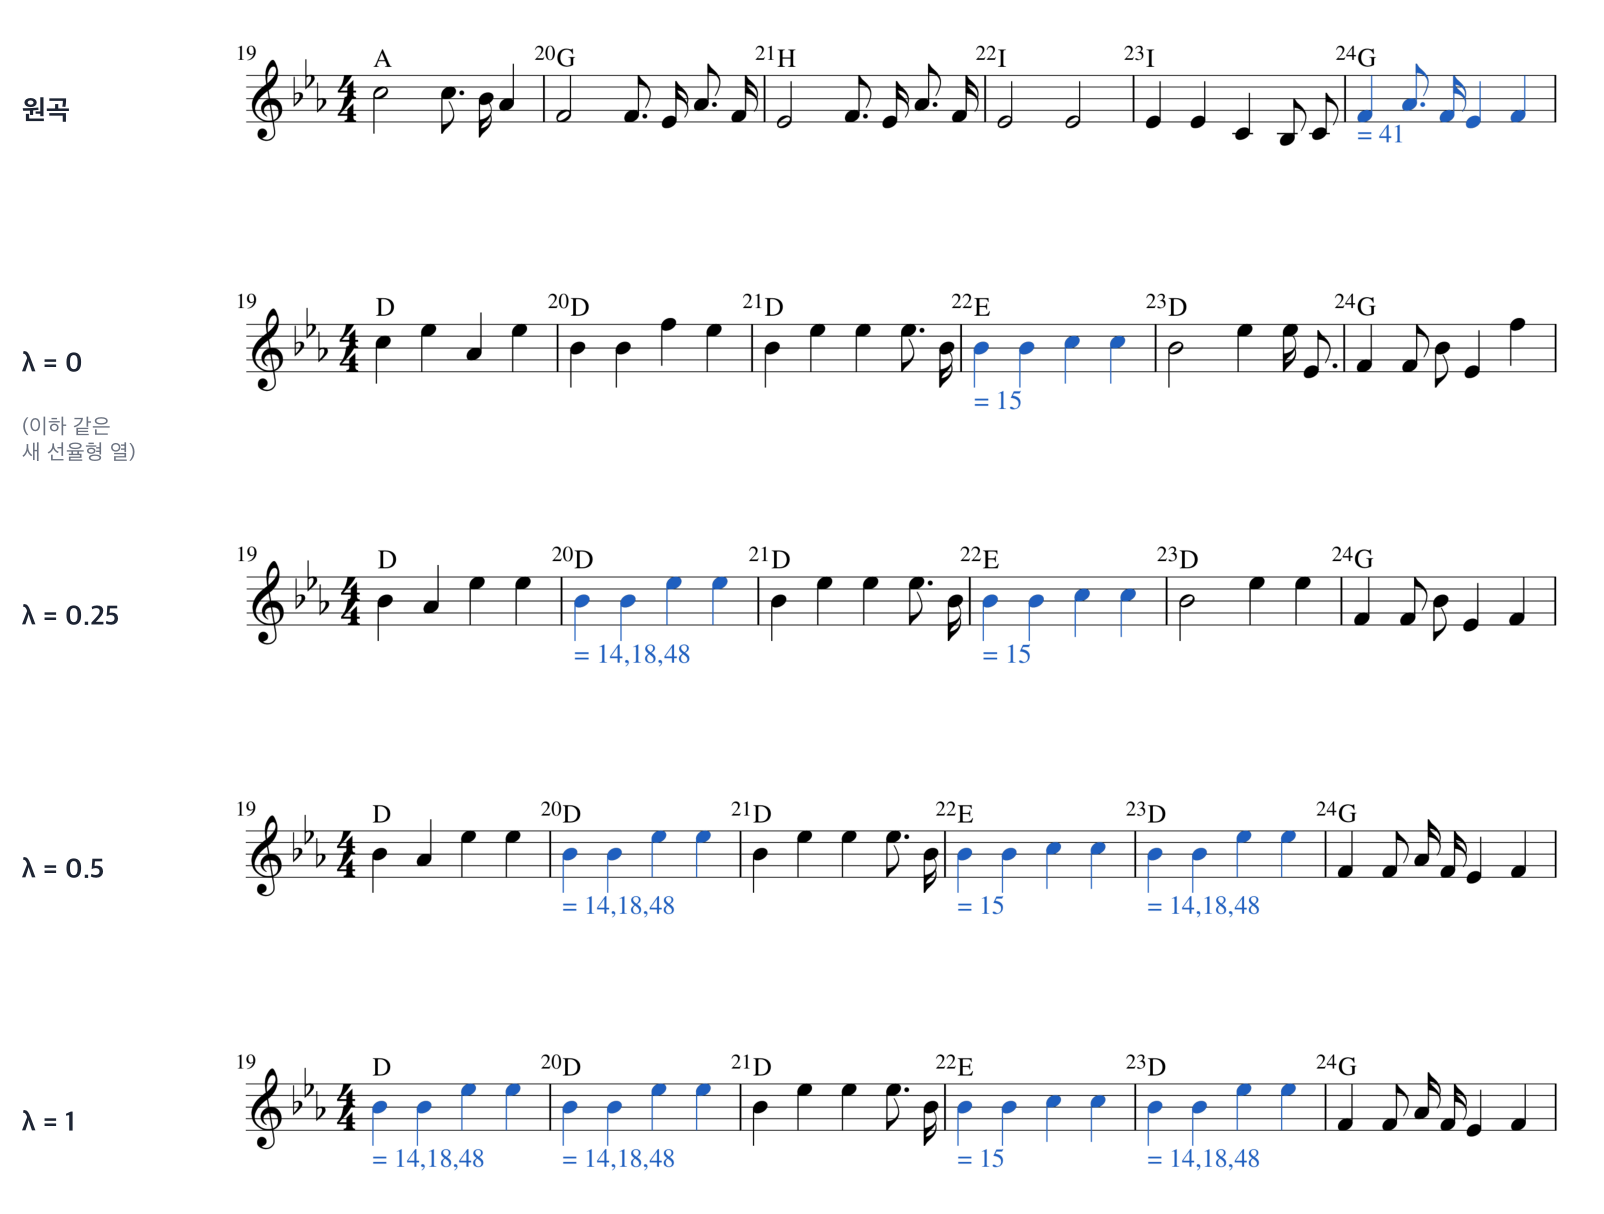 원곡
19 A 20 G 21 H 22 I 23 I 24 G
= 41
λ = 0
(이하 같은
새 선율형 열)
19 D 20 D 21 D 22 E 23 D 24 G
= 15
λ = 0.25
19 D 20 D 21 D 22 E 23 D 24 G
= 14,18,48 = 15
λ = 0.5
19 D 20 D 21 D 22 E 23 D 24 G
= 14,18,48 = 15 = 14,18,48
λ = 1
19 D 20 D 21 D 22 E 23 D 24 G
= 14,18,48 = 14,18,48 = 15 = 14,18,48